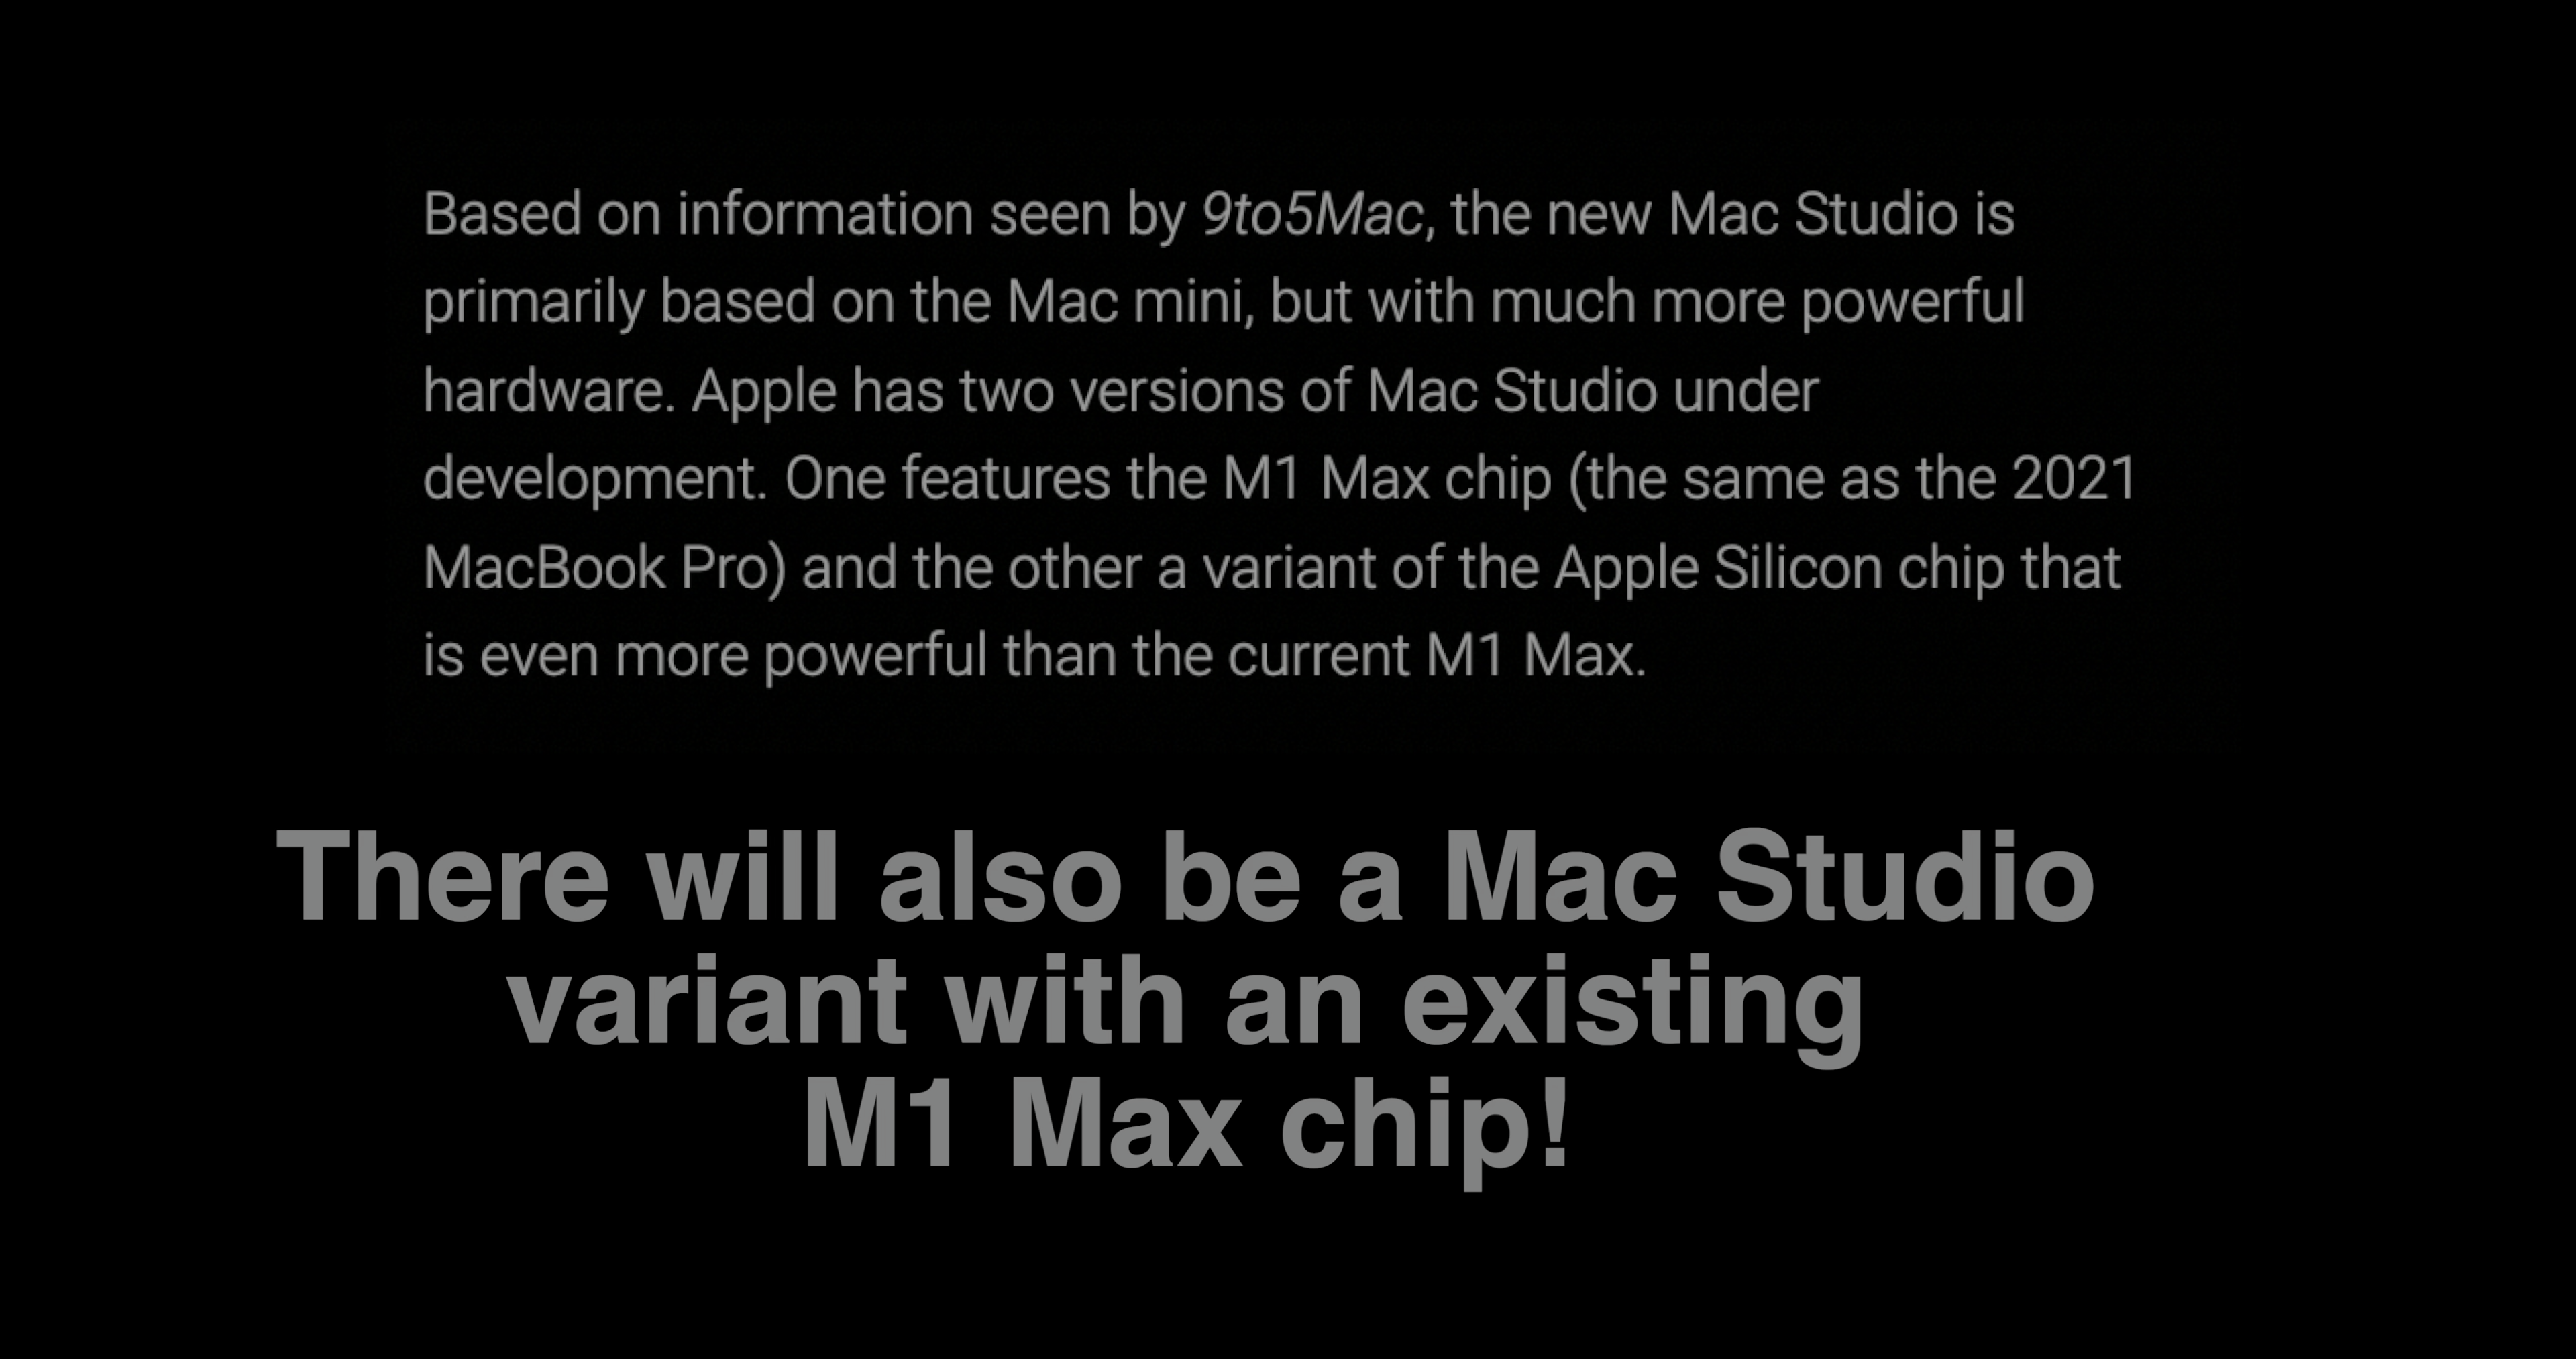 Based on information seen by 9to5Mac, the new Mac Studio is
primarily based on the Mac mini, but with much more powerful
hardware. Apple has two versions of Mac Studio under
development. One features the M1 Max chip (the same as the 2021
MacBook Pro) and the other a variant of the Apple Silicon chip that
is even more powerful than the current M1 Max.
There will also be a Mac Studio
variant with an existing
M1 Max chip!